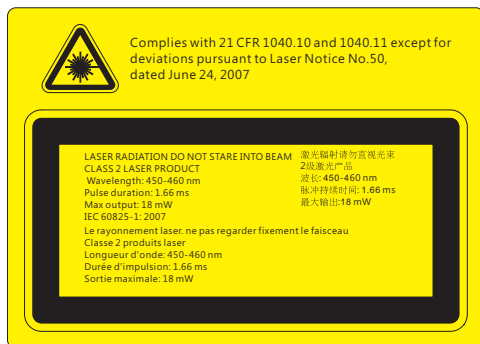 Complies with 21 CFR 1040.10 and 1040.11 except for
deviations pursuant to Laser Notice No.50,
dated June 24, 2007
LASER RADIATION DO NOT STARE INTO BEAM
CLASS 2 LASER PRODUCT
Wavelength: 450-460 nm
Pulse duration: 1.66 ms
Max output: 18 mW
IEC 60825-1: 2007
Le rayonnement laser. ne pas regarder fixement le faisceau
Classe 2 produits laser
Longueur d'onde: 450-460 nm
Durée d'impulsion: 1.66 ms
Sortie maximale: 18 mW
激光辐射请勿直视光束
2级激光产品
波长: 450-460 nm
脉冲持续时间: 1.66 ms
最大输出:18 mW